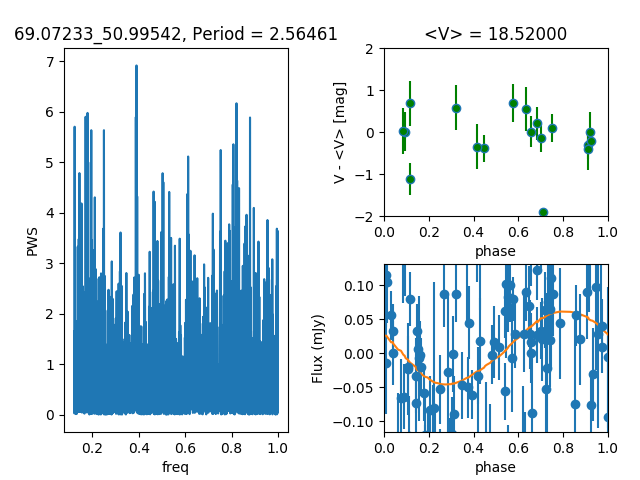 69.07233_50.99542, Period = 2.56461
<V> = 18.52000
7
6
5
4
3
2
1
0
PWS
0.2 0.4 0.6 0.8 1.0
freq
2
1
0
−1
−2
V - <V> [mag]
0.0 0.2 0.4 0.6 0.8 1.0
phase
0.10
0.05
0.00
−0.05
−0.10
Flux (mJy)
0.0 0.2 0.4 0.6 0.8 1.0
phase